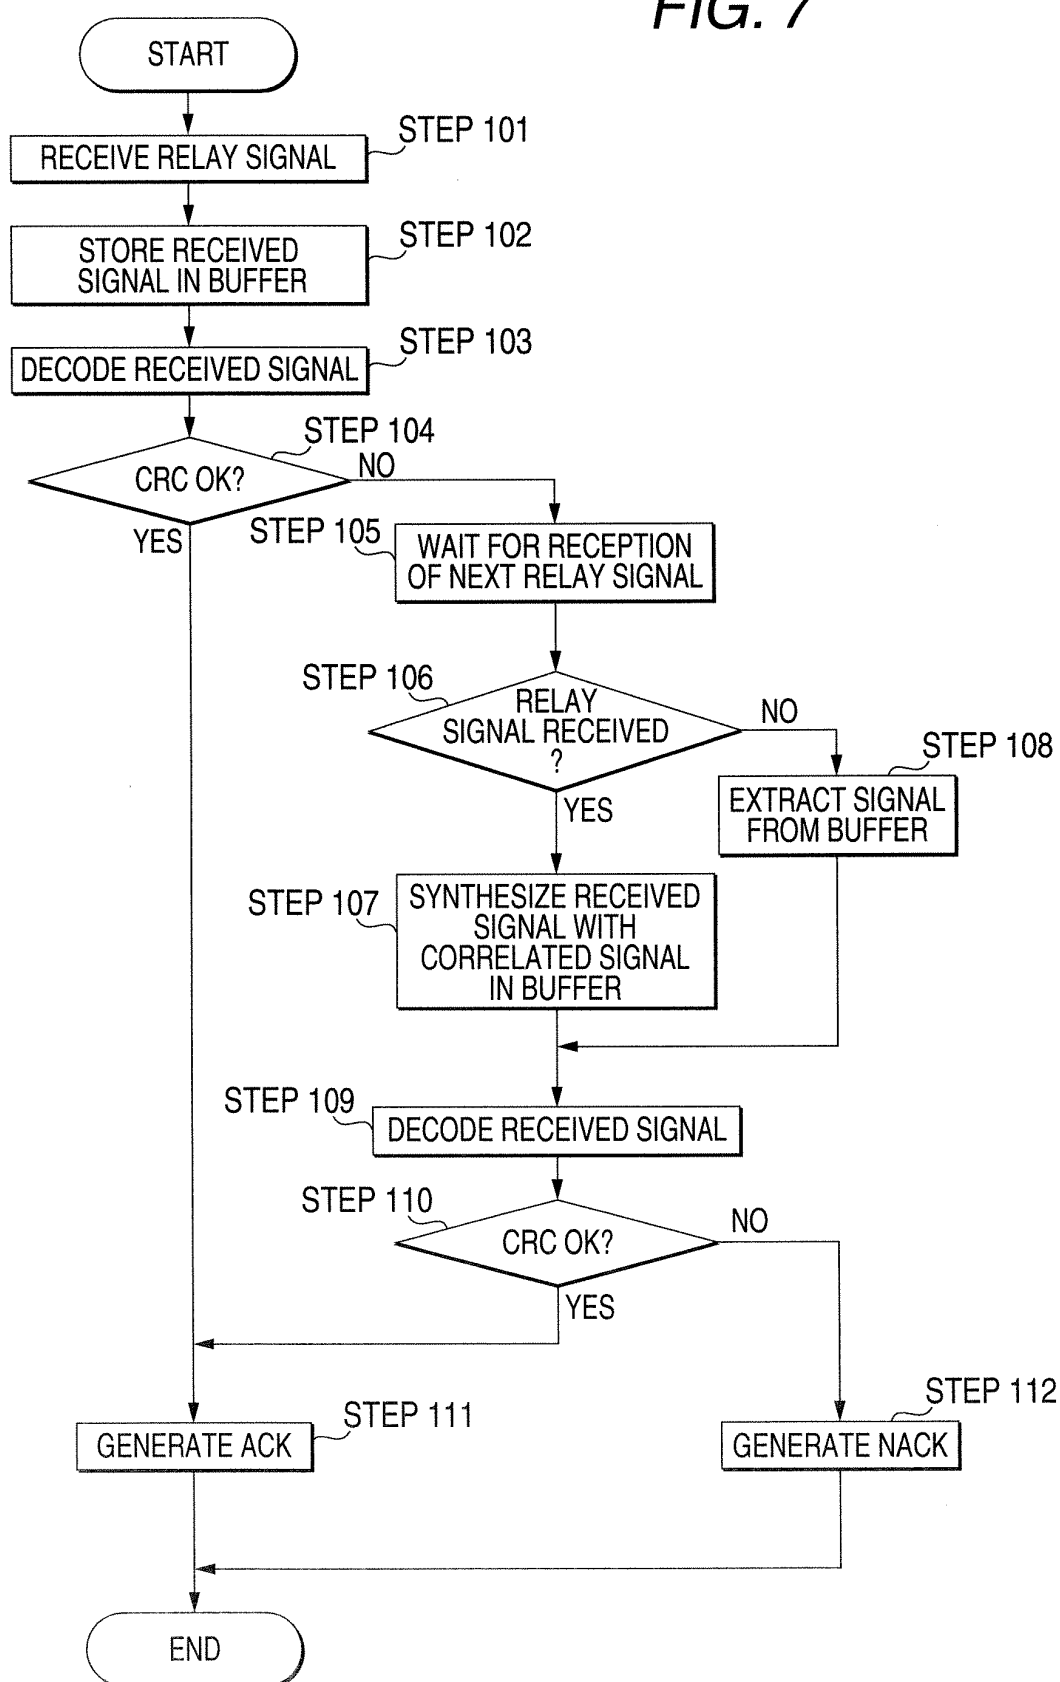 FIG. 7
START
STEP 101
RECEIVE RELAY SIGNAL
STEP 102
STORE RECEIVED
SIGNAL IN BUFFER
STEP 103
DECODE RECEIVED SIGNAL
STEP 104
CRC OK?
NO
YES
STEP 105
WAIT FOR RECEPTION
OF NEXT RELAY SIGNAL
STEP 106
RELAY
SIGNAL RECEIVED
?
NO
YES
STEP 108
EXTRACT SIGNAL
FROM BUFFER
STEP 107
SYNTHESIZE RECEIVED
SIGNAL WITH
CORRELATED SIGNAL
IN BUFFER
STEP 109
DECODE RECEIVED SIGNAL
STEP 110
CRC OK?
NO
YES
STEP 111
GENERATE ACK
STEP 112
GENERATE NACK
END